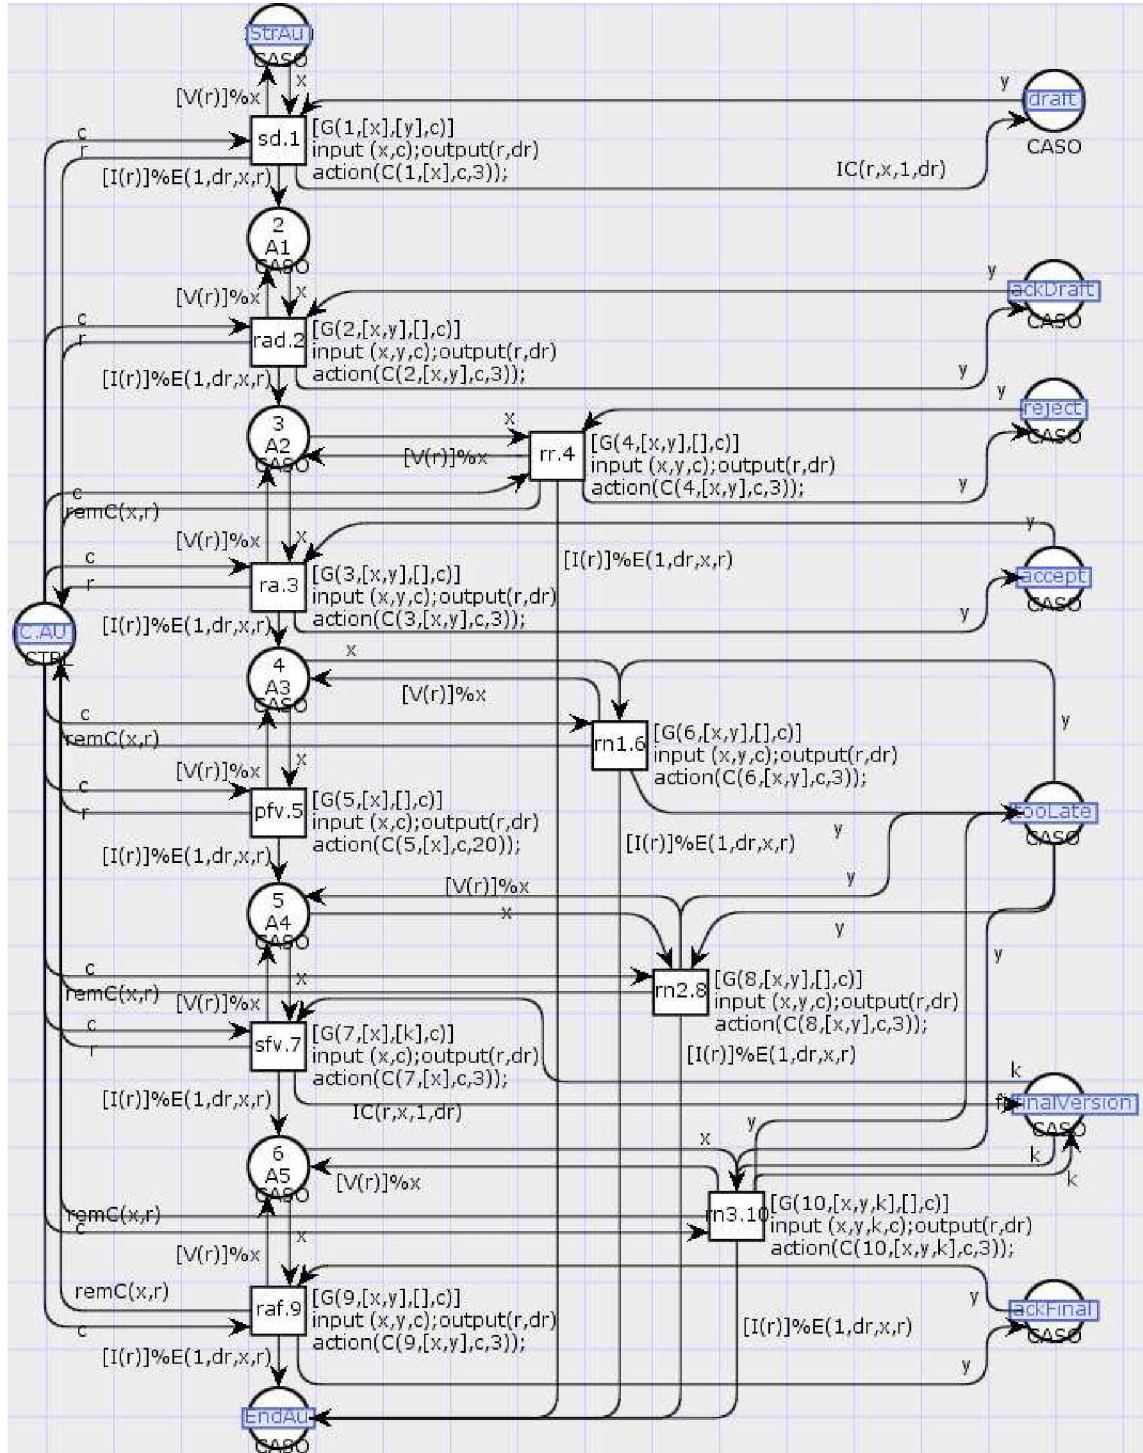 StrAu
CASO
x
[V(r)]%x
y
draft
CASO
c
r
sd.1
[G(1,[x],[y],c)]
input (x,c);output(r,dr)
action(C(1,[x],c,3));
IC(r,x,1,dr)
[I(r)]%E(1,dr,x,r)
2
A1
CASO
[V(r)]%x
x
y
ackDraft
CASO
c
r
rad.2
[G(2,[x,y],[],c)]
input (x,y,c);output(r,dr)
action(C(2,[x,y],c,3));
y
[I(r)]%E(1,dr,x,r)
3
A2
CASO
x
[V(r)]%x
y
reject
CASO
rr.4
[G(4,[x,y],[],c)]
input (x,y,c);output(r,dr)
action(C(4,[x,y],c,3));
y
c
remC(x,r)
[V(r)]%x
x
y
[I(r)]%E(1,dr,x,r)
c
r
ra.3
[G(3,[x,y],[],c)]
input (x,y,c);output(r,dr)
action(C(3,[x,y],c,3));
y
accept
CASO
C.AU
CTRL
[I(r)]%E(1,dr,x,r)
4
A3
CASO
x
[V(r)]%x
c
remC(x,r)
rn1.6
[G(6,[x,y],[],c)]
input (x,y,c);output(r,dr)
action(C(6,[x,y],c,3));
y
[V(r)]%x
x
c
r
pfv.5
[G(5,[x],[],c)]
input (x,c);output(r,dr)
action(C(5,[x],c,20));
tooLate
CASO
y
[I(r)]%E(1,dr,x,r)
[I(r)]%E(1,dr,x,r)
5
A4
CASO
[V(r)]%x
x
y
y
y
c
remC(x,r)
rn2.8
[G(8,[x,y],[],c)]
input (x,y,c);output(r,dr)
action(C(8,[x,y],c,3));
[V(r)]%x
x
c
r
sfv.7
[G(7,[x],[k],c)]
input (x,c);output(r,dr)
action(C(7,[x],c,3));
[I(r)]%E(1,dr,x,r)
k
[I(r)]%E(1,dr,x,r)
IC(r,x,1,dr)
finalVersion
CASO
6
A5
CASO
x
[V(r)]%x
y
k
k
remC(x,r)
c
rn3.10
[G(10,[x,y,k],[],c)]
input (x,y,k,c);output(r,dr)
action(C(10,[x,y,k],c,3));
[V(r)]%x
x
remC(x,r)
c
raf.9
[G(9,[x,y],[],c)]
input (x,y,c);output(r,dr)
action(C(9,[x,y],c,3));
y
ackFinal
CASO
[I(r)]%E(1,dr,x,r)
[I(r)]%E(1,dr,x,r)
y
EndAu
CASO